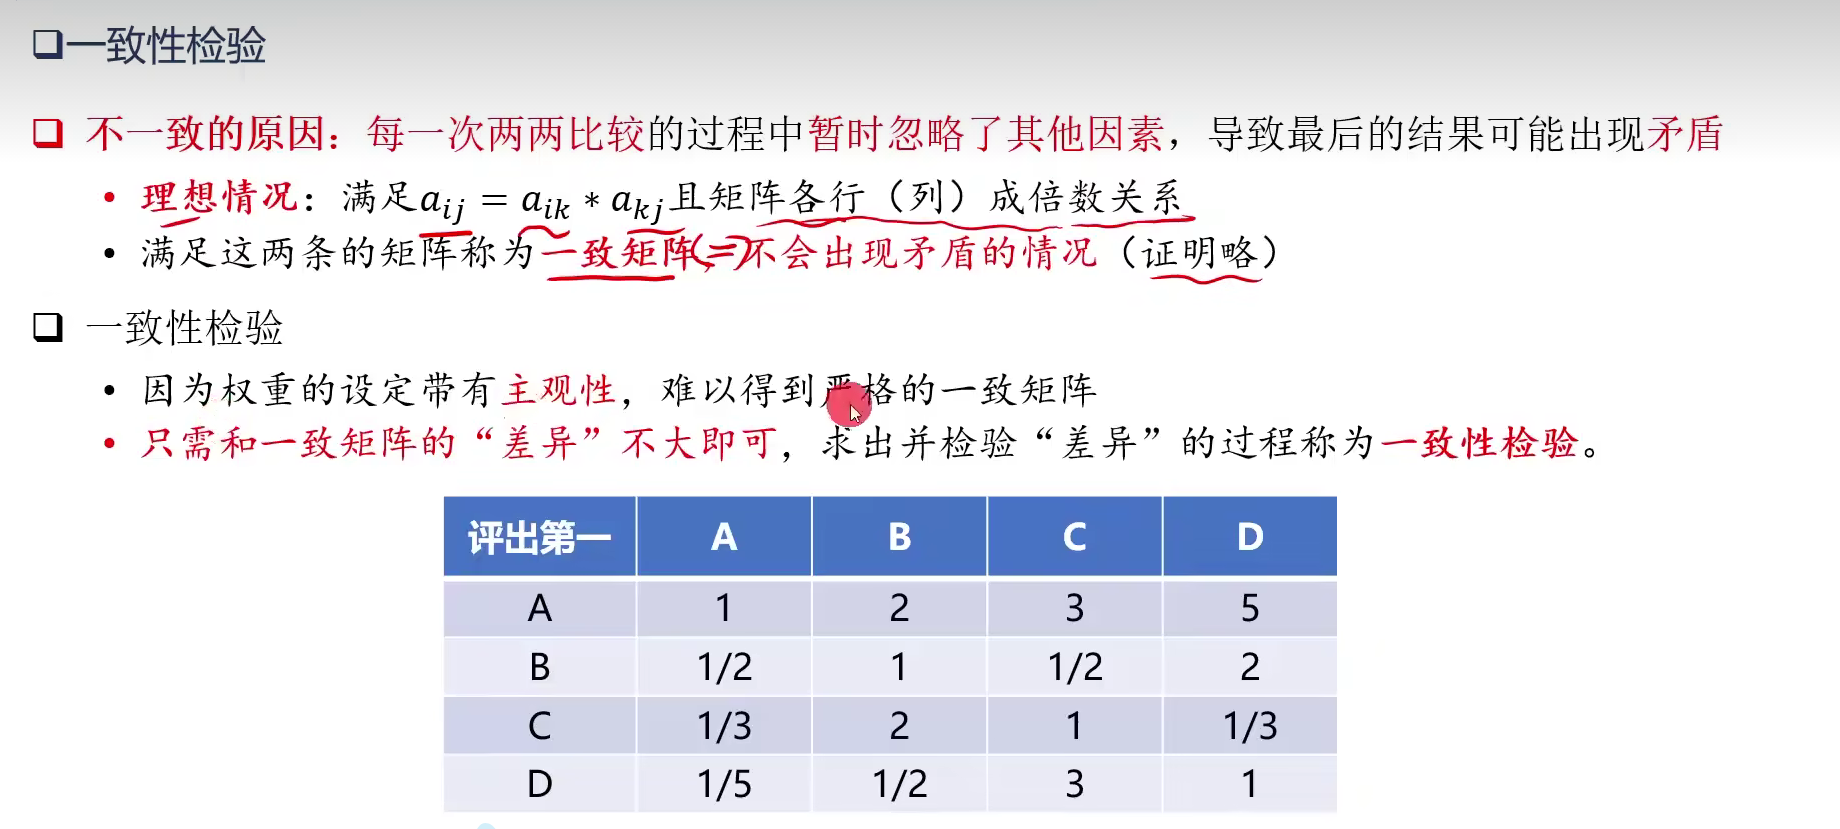 一致性检验
不一致的原因：每一次两两比较的过程中暂时忽略了其他因素，导致最后的结果可能出现矛盾
• 理想情况：满足aij = aik * akj且矩阵各行（列）成倍数关系
• 满足这两条的矩阵称为一致矩阵，不会出现矛盾的情况（证明略）
一致性检验
• 因为权重的设定带有主观性，难以得到严格的一致矩阵
• 只需和一致矩阵的“差异”不大即可，求出并检验“差异”的过程称为一致性检验。
评出第一 A B C D
A 1 2 3 5
B 1/2 1 1/2 2
C 1/3 2 1 1/3
D 1/5 1/2 3 1